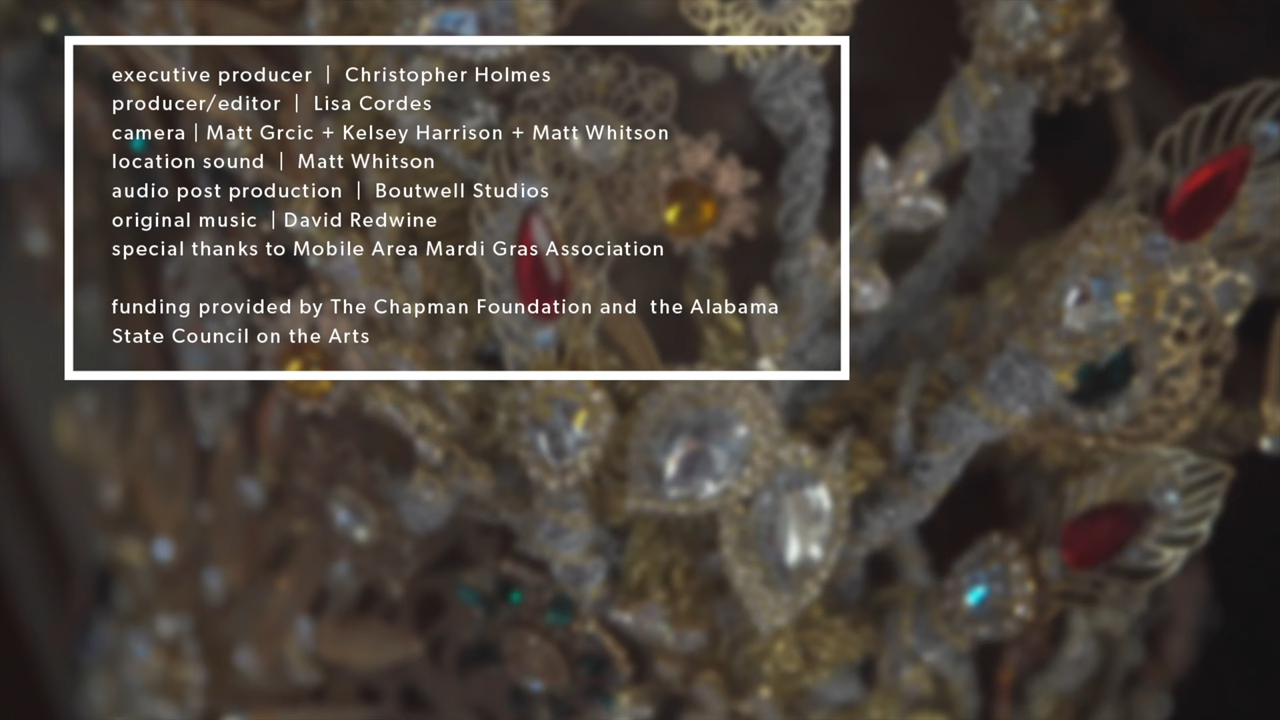 executive producer | Christopher Holmes
producer/editor | Lisa Cordes
camera | Matt Grcic + Kelsey Harrison + Matt Whitson
location sound | Matt Whitson
audio post production | Boutwell Studios
original music | David Redwine
special thanks to Mobile Area Mardi Gras Association
funding provided by The Chapman Foundation and the Alabama
State Council on the Arts